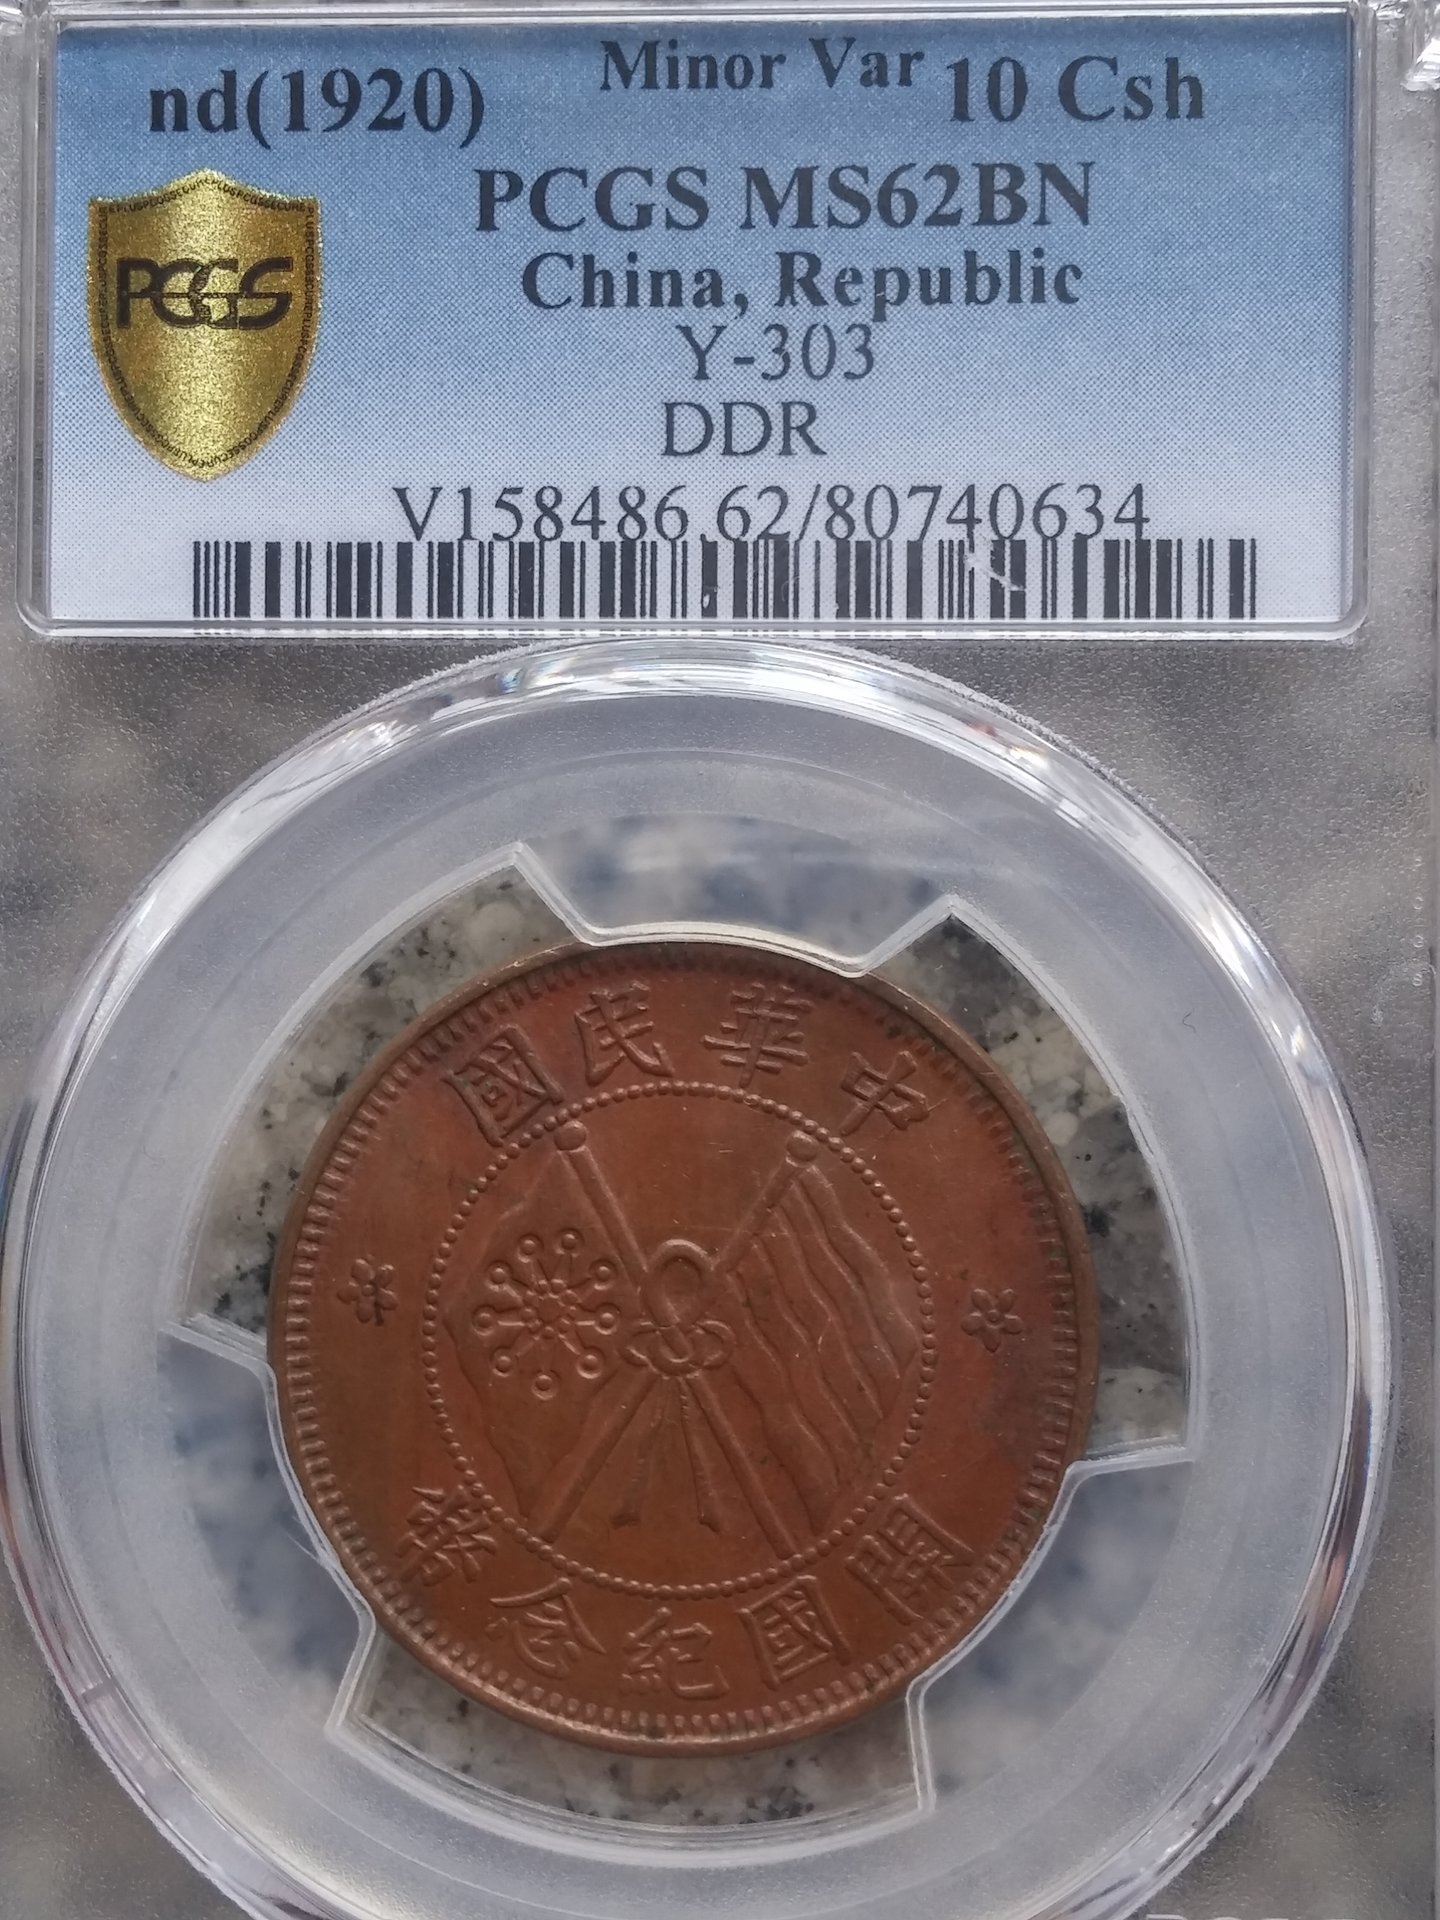 nd(1920) Minor Var 10 Csh
PCGS MS62BN
China, Republic
Y-303
DDR
V158486.62/80740634
PCGS
中華民國
開國紀念幣